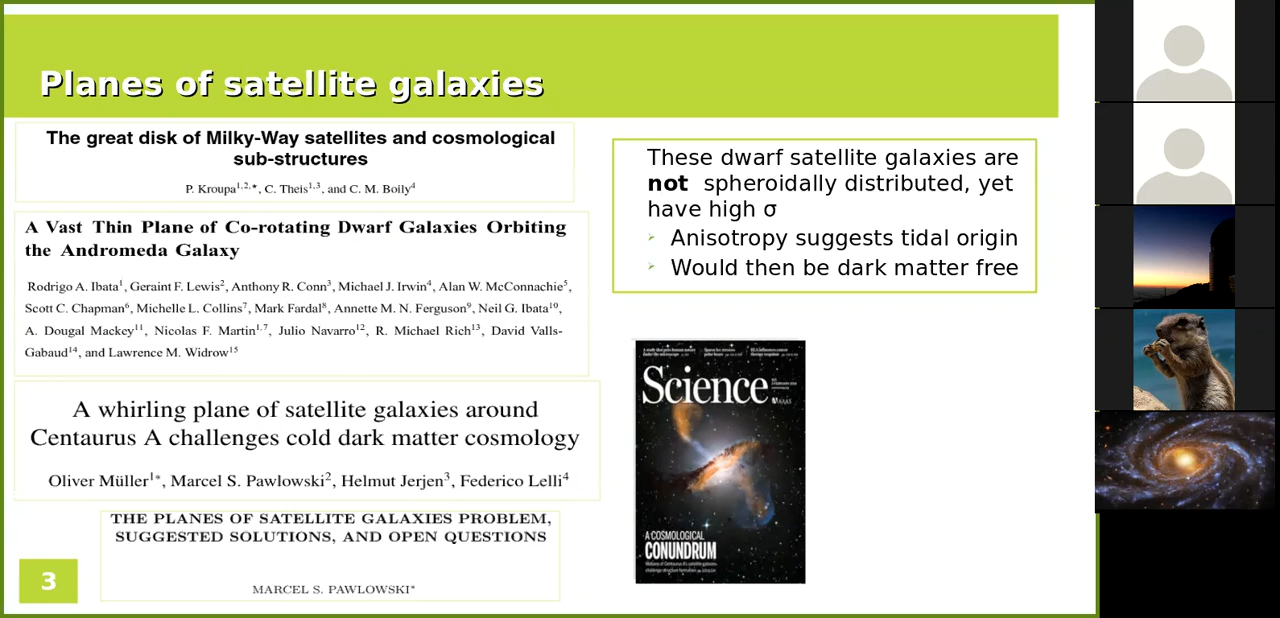 Planes of satellite galaxies
The great disk of Milky-Way satellites and cosmological
sub-structures
P. Kroupa1,2,⋆, C. Theis1,3, and C. M. Boily4
A Vast Thin Plane of Co-rotating Dwarf Galaxies Orbiting
the Andromeda Galaxy
Rodrigo A. Ibata1, Geraint F. Lewis2, Anthony R. Conn3, Michael J. Irwin4, Alan W. McConnachie5,
Scott C. Chapman6, Michelle L. Collins7, Mark Fardal8, Annette M. N. Ferguson9, Neil G. Ibata10,
A. Dougal Mackey11, Nicolas F. Martin1,7, Julio Navarro12, R. Michael Rich13, David Valls-
Gabaud14, and Lawrence M. Widrow15
A whirling plane of satellite galaxies around
Centaurus A challenges cold dark matter cosmology
Oliver Müller1*, Marcel S. Pawlowski2, Helmut Jerjen3, Federico Lelli4
THE PLANES OF SATELLITE GALAXIES PROBLEM,
SUGGESTED SOLUTIONS, AND OPEN QUESTIONS
MARCEL S. PAWLOWSKI*
3
These dwarf satellite galaxies are
not spheroidally distributed, yet
have high σ
➢ Anisotropy suggests tidal origin
➢ Would then be dark matter free
Science
AAAS
A COSMOLOGICAL
CONUNDRUM